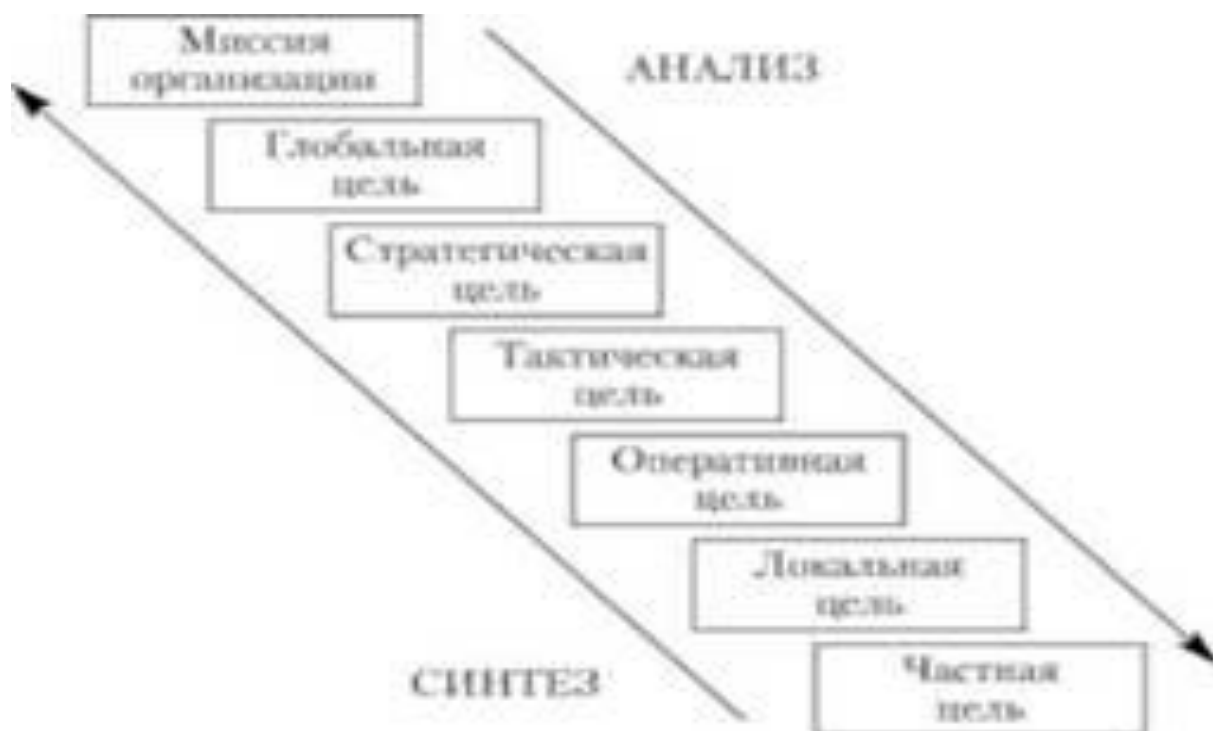 Миссия
организации
АНАЛИЗ
Глобальная
цель
Стратегическая
цель
Тактическая
цель
Оперативная
цель
Локальная
цель
СИНТЕЗ
Частная
цель